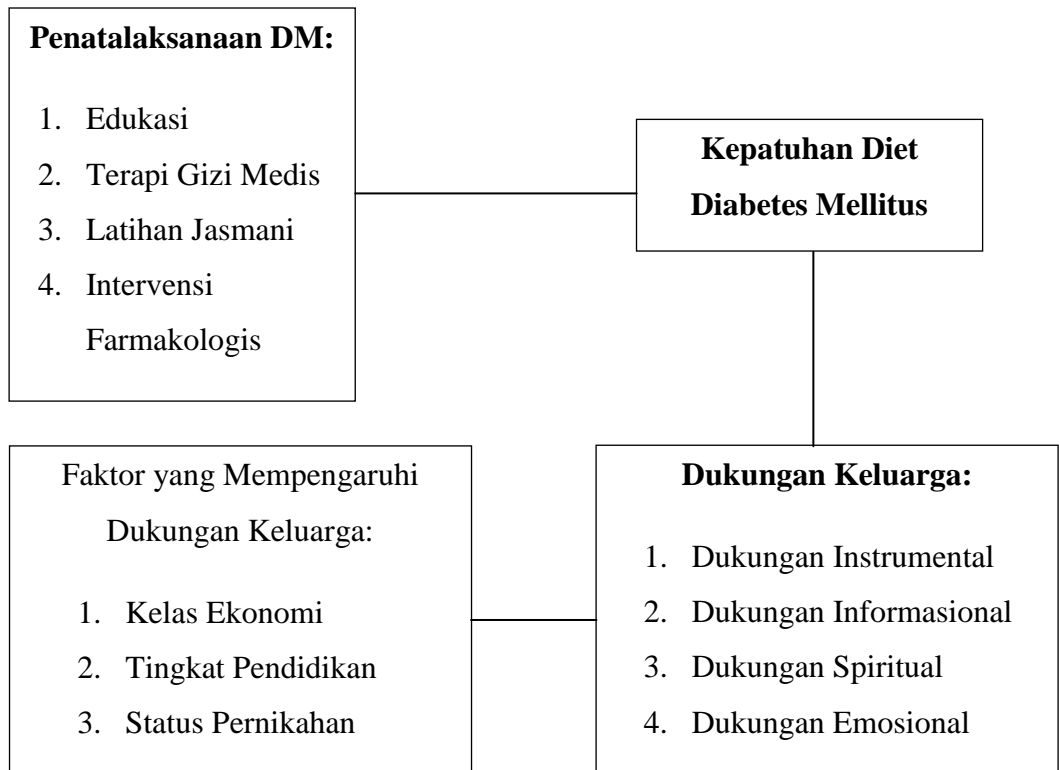 Penatalaksanaan DM:
1. Edukasi
2. Terapi Gizi Medis
3. Latihan Jasmani
4. Intervensi
Farmakologis
Kepatuhan Diet
Diabetes Mellitus
Faktor yang Mempengaruhi
Dukungan Keluarga:
1. Kelas Ekonomi
2. Tingkat Pendidikan
3. Status Pernikahan
Dukungan Keluarga:
1. Dukungan Instrumental
2. Dukungan Informasional
3. Dukungan Spiritual
4. Dukungan Emosional